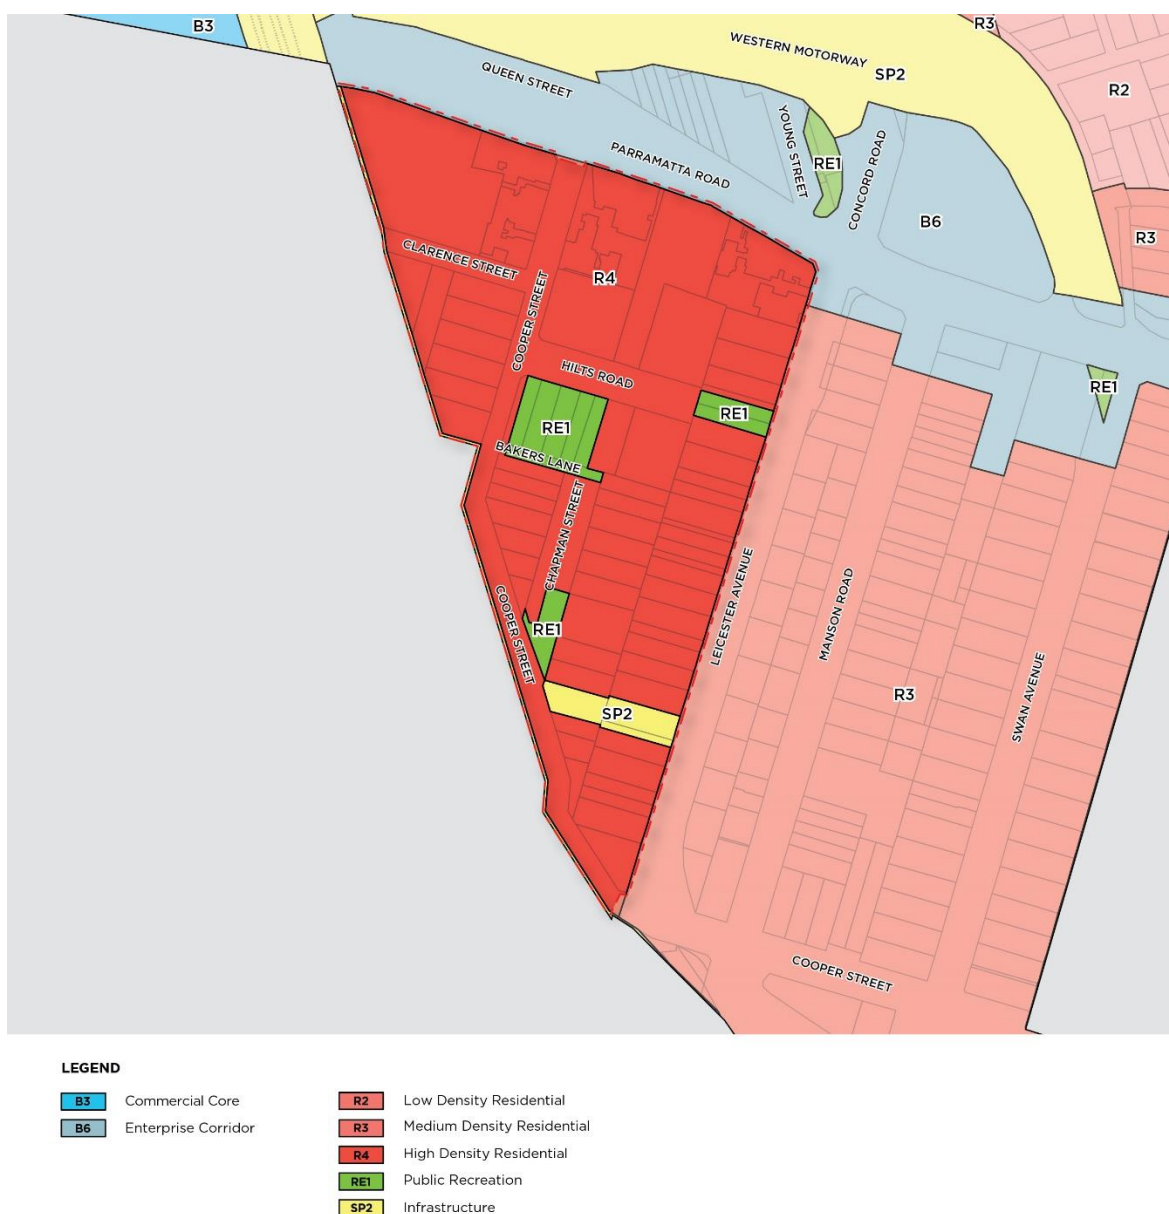 B3
R3
WESTERN MOTORWAY
SP2
QUEEN STREET
R2
YOUNG STREET
PARRAMATTA ROAD
RE1
CONCORD ROAD
B6
R3
CLARENCE STREET
R4
COOPER STREET
HILTS ROAD
RE1
RE1
RE1
BAKERS LANE
CHAPMAN STREET
COOPER STREET
RE1
LEICESTER AVENUE
MANSON ROAD
R3
SWAN AVENUE
SP2
COOPER STREET
LEGEND
B3 Commercial Core
B6 Enterprise Corridor
R2 Low Density Residential
R3 Medium Density Residential
R4 High Density Residential
RE1 Public Recreation
SP2 Infrastructure